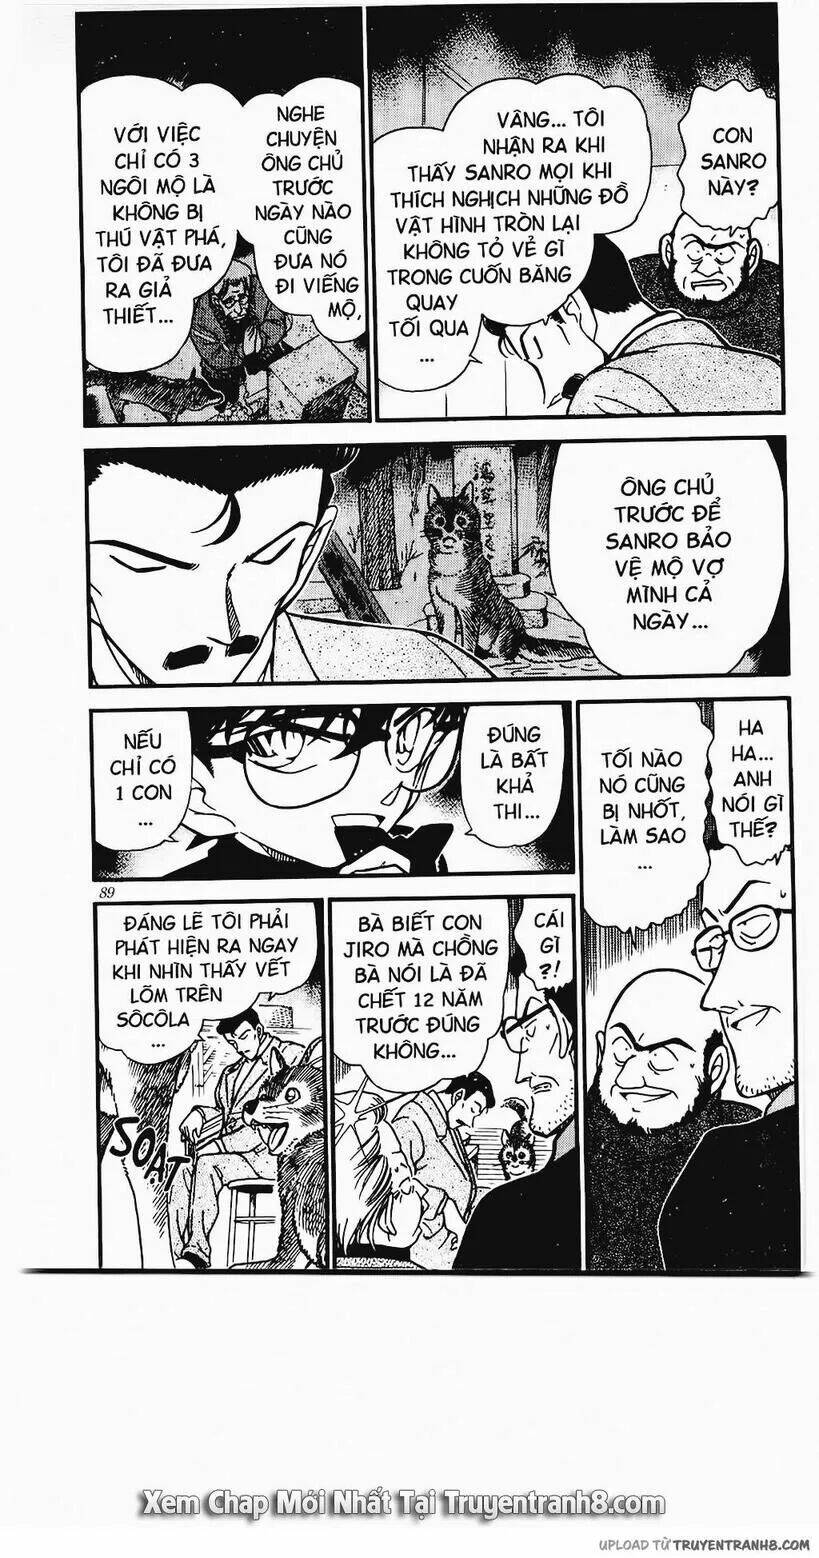 CON
SANRO
NÀY?
VÂNG... TÔI
NHẬN RA KHI
THẤY SANRO MỌI KHI
THÍCH NGHỊCH NHỮNG ĐỒ
VẬT HÌNH TRÒN LẠI
KHÔNG TỎ VẺ GÌ
TRONG CUỐN BĂNG
QUAY
TỐI QUA
...
NGHE
CHUYỆN
ÔNG CHỦ
TRƯỚC
NGÀY NÀO
CŨNG
ĐƯA NÓ
ĐI VIẾNG
MỘ,
VỚI VIỆC
CHỈ CÓ 3
NGÔI MỘ LÀ
KHÔNG BỊ
THÚ VẬT PHÁ,
TÔI ĐÃ ĐƯA
RA GIẢ
THIẾT...
ÔNG CHỦ
TRƯỚC ĐỂ
SANRO BẢO
VỆ MỘ VỢ
MÌNH CẢ
NGÀY...
HA
HA...
ANH
NÓI GÌ
THẾ?
TỐI NÀO
NÓ CŨNG
BỊ NHỐT,
LÀM SAO
...
ĐÚNG
LÀ BẤT
KHẢ
THI...
NẾU
CHỈ CÓ
1 CON
...
89
CÁI
GÌ
?!
BÀ BIẾT CON
JIRO MÀ CHỒNG
BÀ NÓI LÀ ĐÃ
CHẾT 12 NĂM
TRƯỚC ĐÚNG
KHÔNG...
ĐÁNG LẼ TÔI PHẢI
PHÁT HIỆN RA NGAY
KHI NHÌN THẤY VẾT
LÕM TRÊN
SÔCÔLA
...
SOẠT
Xem Chap Mới Nhất Tại Truyentranh8.com
UPLOAD TỪ TRUYENTRANH8.COM